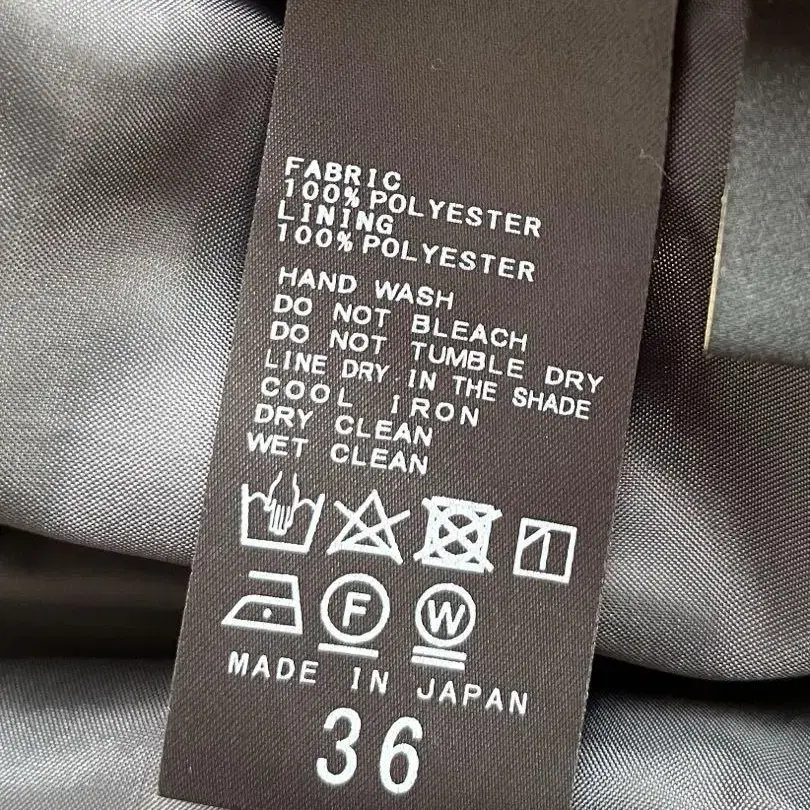 FABRIC
100% POLYESTER
LINING
100% POLYESTER
HAND WASH
DO NOT BLEACH
DO NOT TUMBLE DRY
LINE DRY IN THE SHADE
COOL IRON
DRY CLEAN
WET CLEAN
F W
MADE IN JAPAN
36